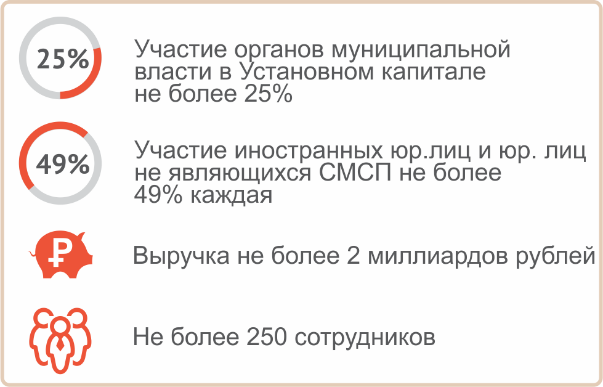 25%
Участие органов муниципальной
власти в Установном капитале
не более 25%
49%
Участие иностранных юр.лиц и юр. лиц
не являющихся СМСП не более
49% каждая
₽
Выручка не более 2 миллиардов рублей
Не более 250 сотрудников